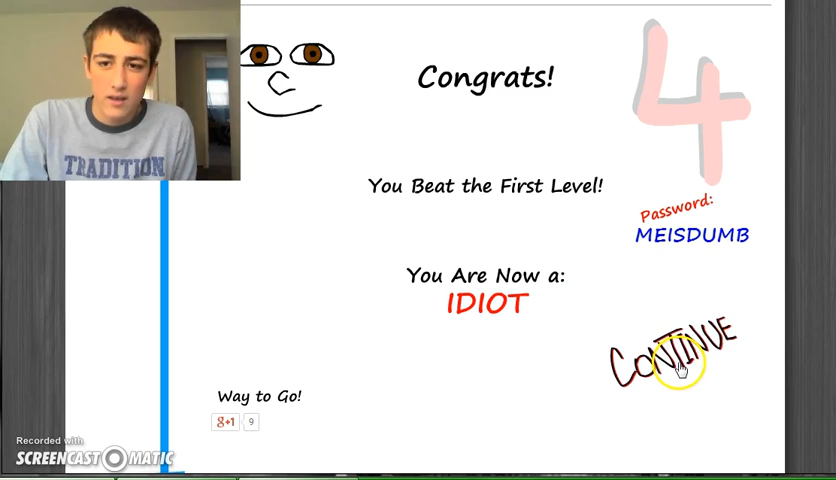 Congrats!
4
TRADITION
You Beat the First Level!
Password:
MEISDUMB
You Are Now a:
IDIOT
CONTINUE
Way to Go!
g+1 9
Recorded with
SCREENCAST-O-MATIC